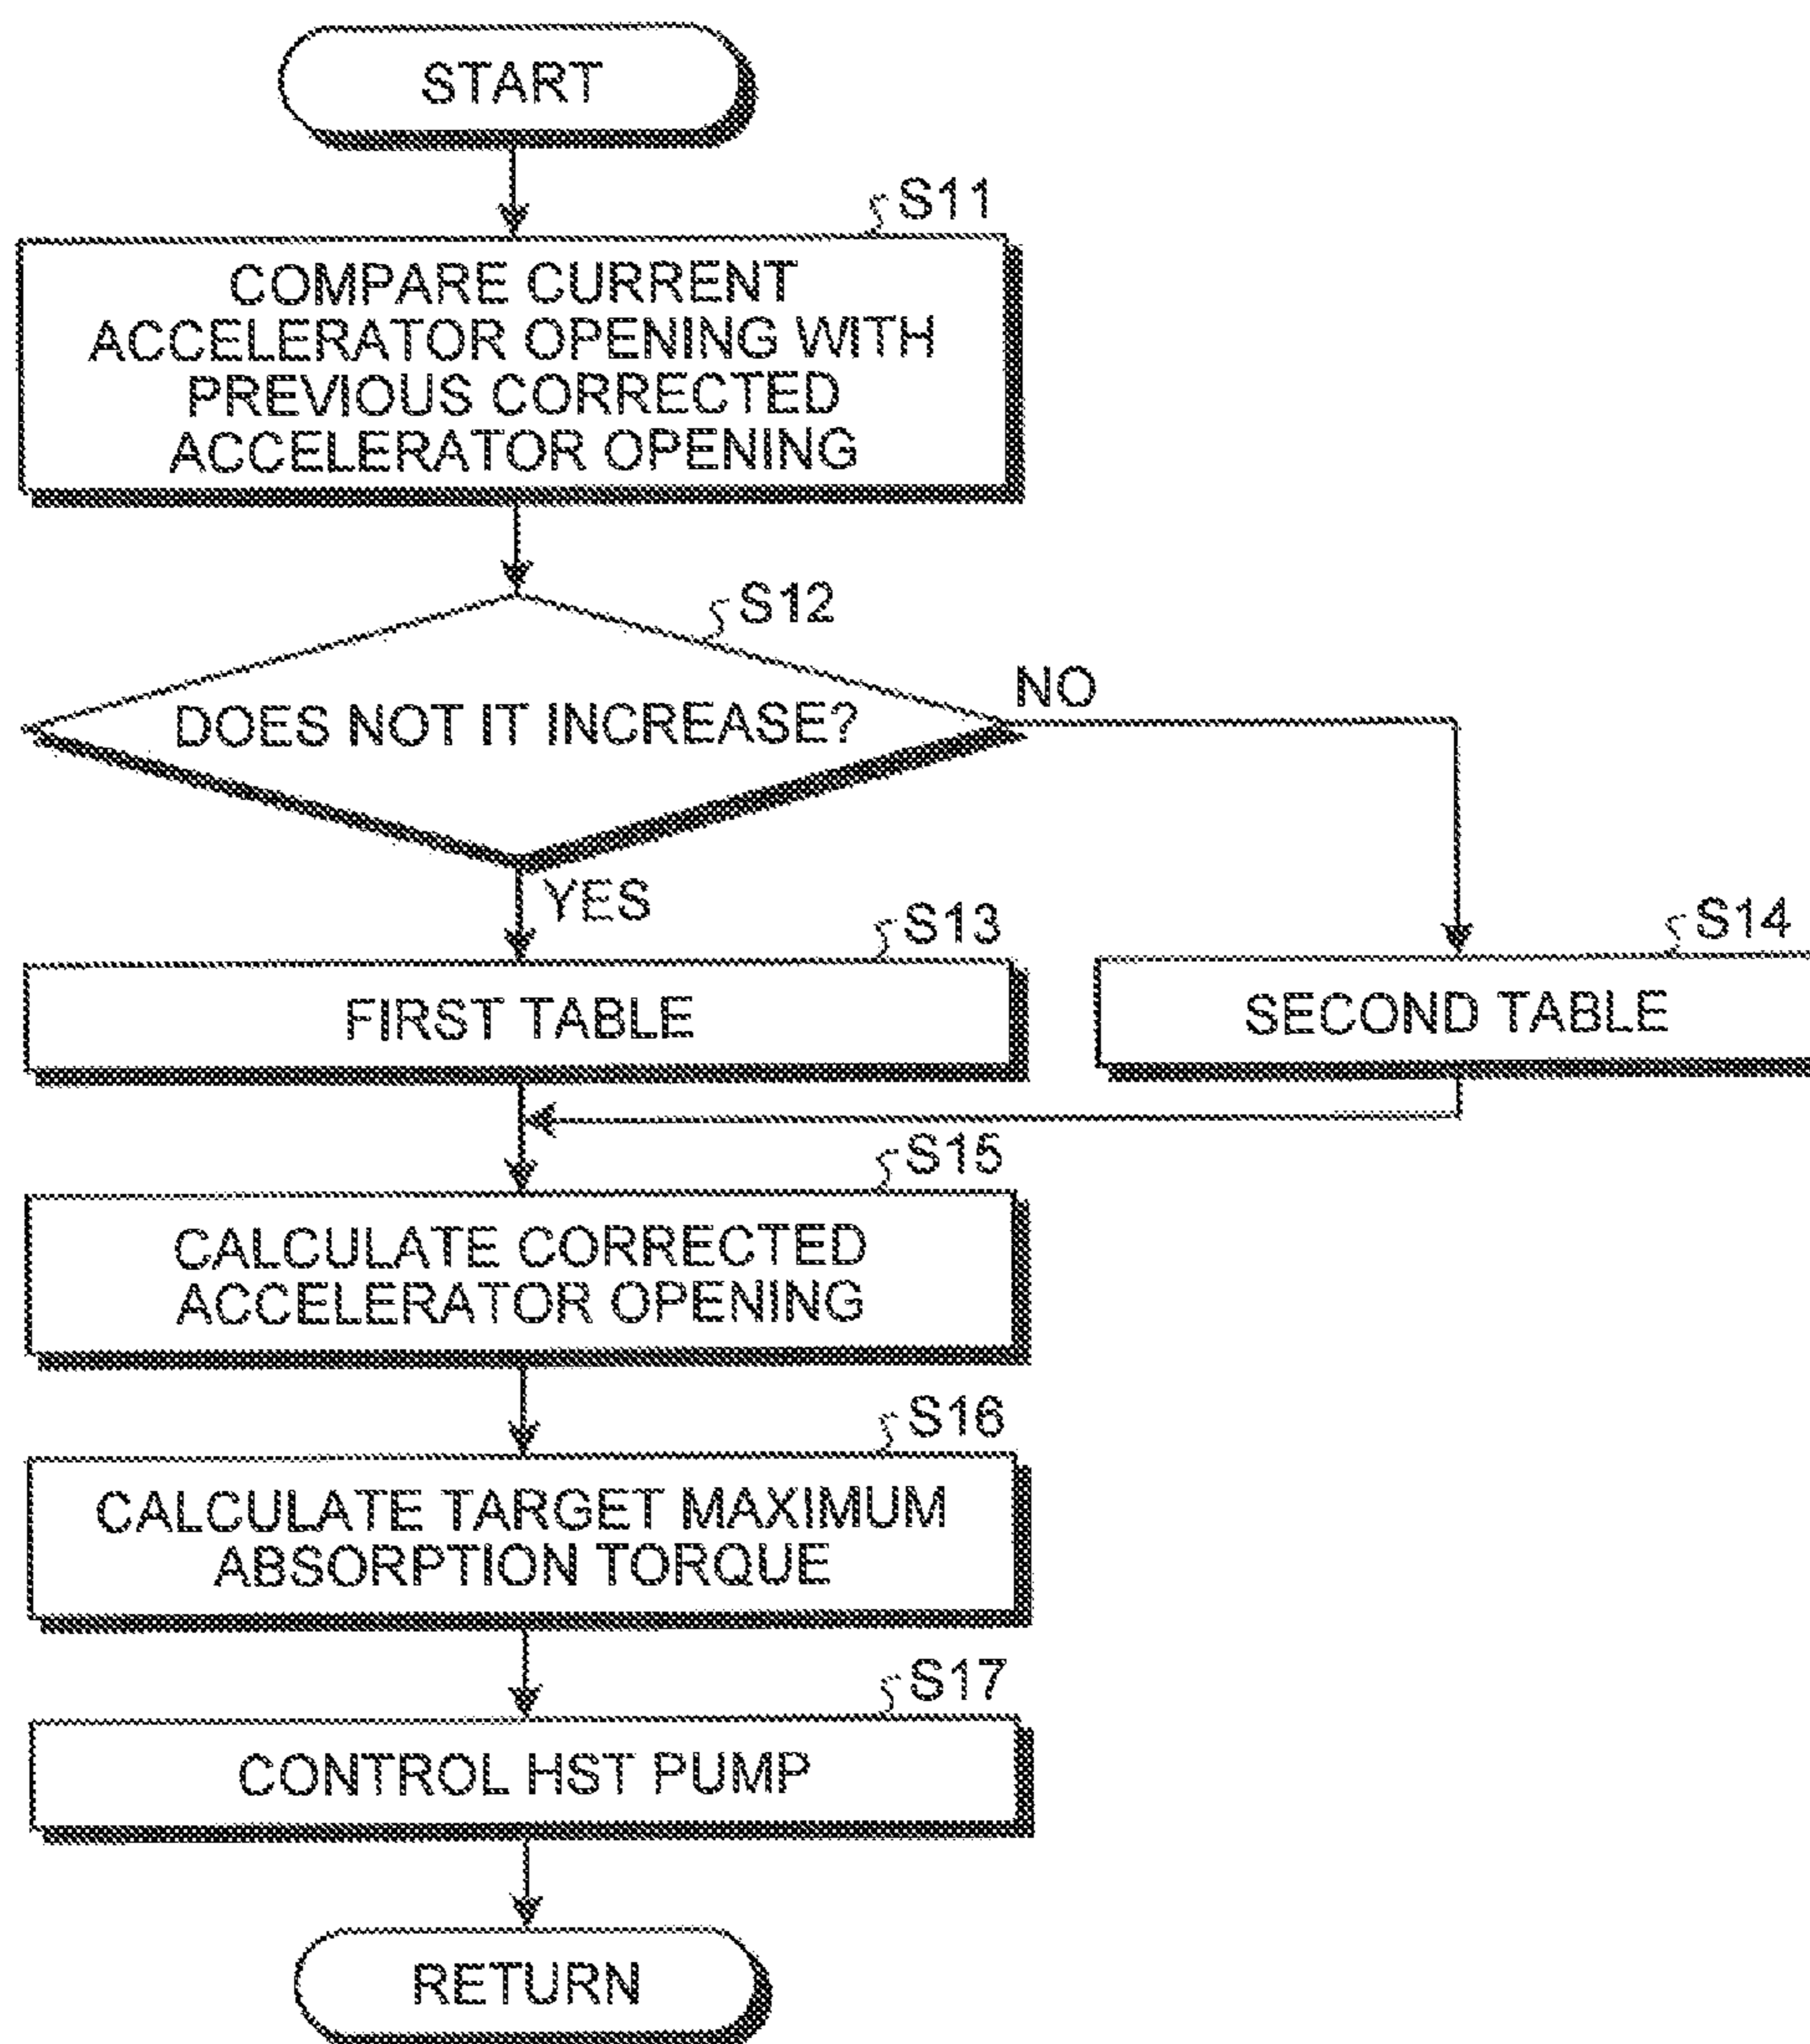 START
S11
COMPARE CURRENT
ACCELERATOR OPENING WITH
PREVIOUS CORRECTED
ACCELERATOR OPENING
S12
DOES NOT IT INCREASE?
NO
YES
S13
FIRST TABLE
S14
SECOND TABLE
S15
CALCULATE CORRECTED
ACCELERATOR OPENING
S16
CALCULATE TARGET MAXIMUM
ABSORPTION TORQUE
S17
CONTROL HST PUMP
RETURN